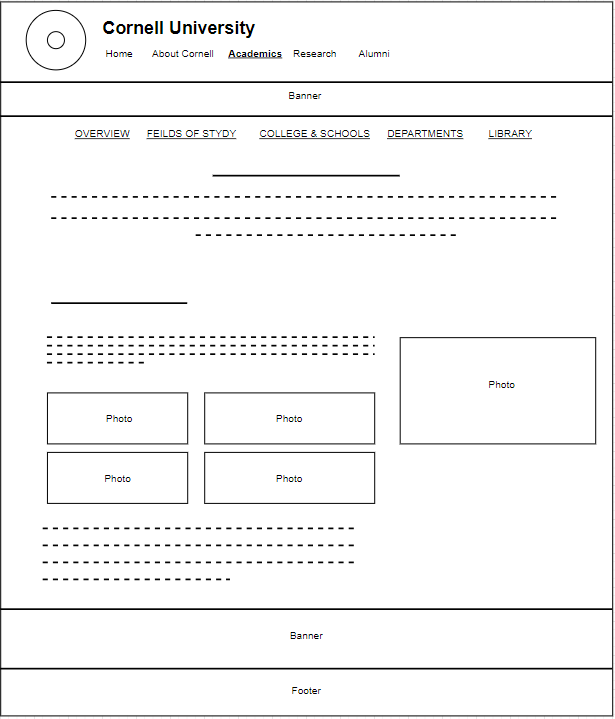 Cornell University
Home About Cornell Academics Research Alumni
Banner
OVERVIEW FEILDS OF STYDY COLLEGE & SCHOOLS DEPARTMENTS LIBRARY
Photo
Photo Photo
Photo Photo
Banner
Footer